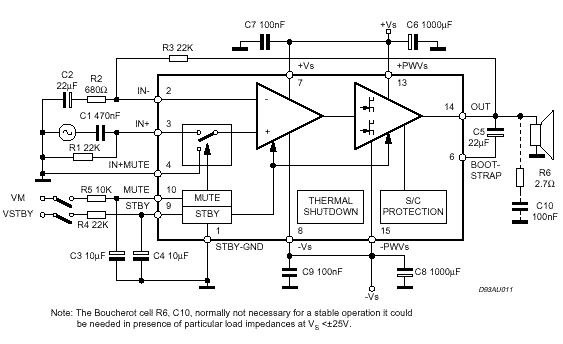 C7 100nF
+Vs
C6 1000µF
R3 22K
+Vs
+PWVs
C2
22µF
R2
680Ω
IN-
2
7
13
C1 470nF
IN+
3
-
+
14
OUT
C5
22µF
R1 22K
IN+MUTE
4
6
BOOT-
STRAP
R6
2.7Ω
VM
R5 10K
MUTE
10
MUTE
THERMAL
SHUTDOWN
S/C
PROTECTION
VSTBY
STBY
9
STBY
C10
100nF
R4 22K
1
8
15
STBY-GND
-Vs
-PWVs
C3 10µF
C4 10µF
C9 100nF
C8 1000µF
-Vs
D93AU011
Note: The Boucherot cell R6, C10, normally not necessary for a stable operation it could
be needed in presence of particular load impedances at VS <±25V.